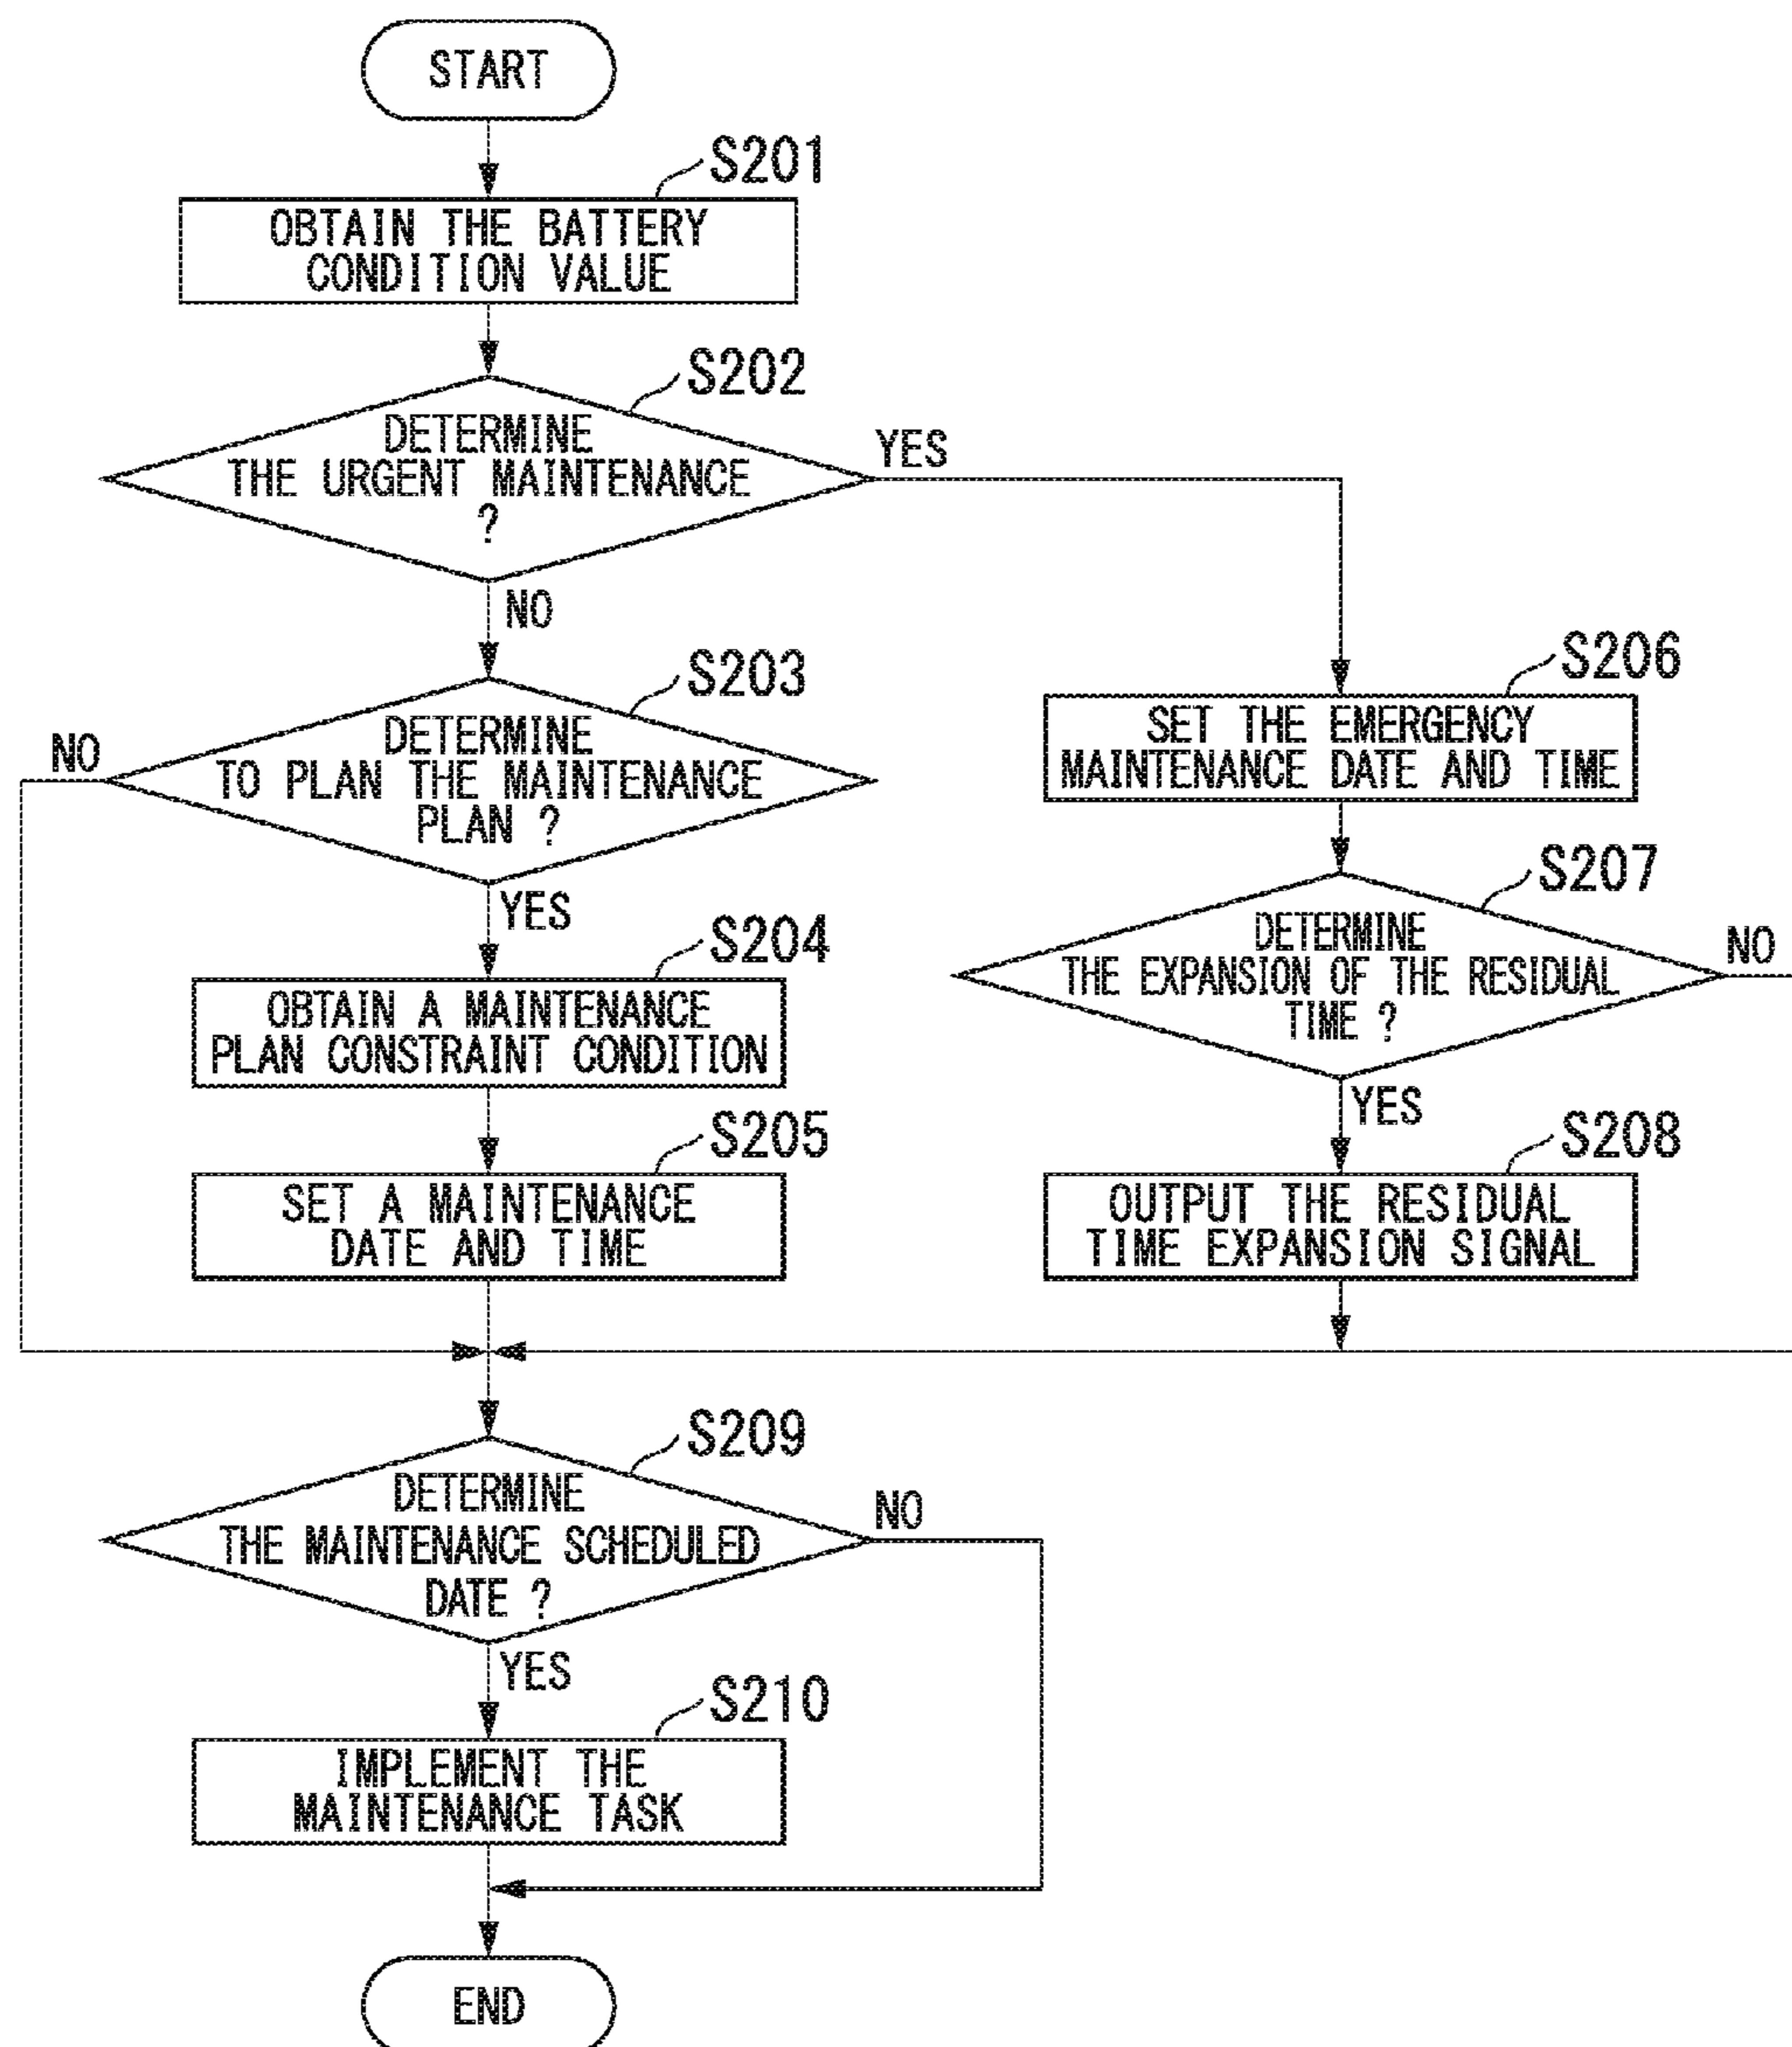 START
S201
OBTAIN THE BATTERY
CONDITION VALUE
S202
DETERMINE
THE URGENT MAINTENANCE
?
YES
NO
S203
DETERMINE
TO PLAN THE MAINTENANCE
PLAN ?
NO
YES
S204
OBTAIN A MAINTENANCE
PLAN CONSTRAINT CONDITION
S205
SET A MAINTENANCE
DATE AND TIME
S206
SET THE EMERGENCY
MAINTENANCE DATE AND TIME
S207
DETERMINE
THE EXPANSION OF THE RESIDUAL
TIME ?
NO
YES
S208
OUTPUT THE RESIDUAL
TIME EXPANSION SIGNAL
S209
DETERMINE
THE MAINTENANCE SCHEDULED
DATE ?
NO
YES
S210
IMPLEMENT THE
MAINTENANCE TASK
END